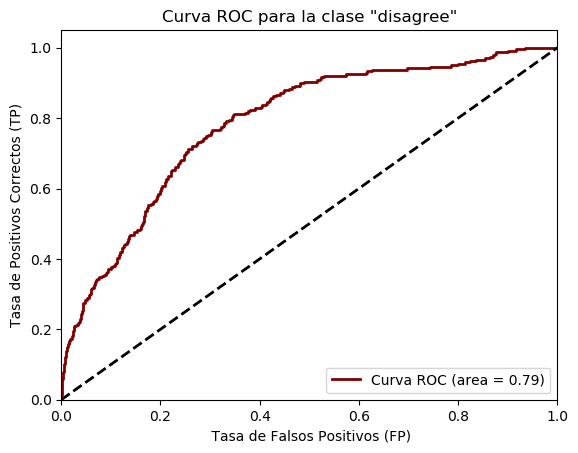 Curva ROC para la clase "disagree"
Tasa de Positivos Correctos (TP)
1.0
0.8
0.6
0.4
0.2
0.0
0.0 0.2 0.4 0.6 0.8 1.0
Curva ROC (area = 0.79)
Tasa de Falsos Positivos (FP)